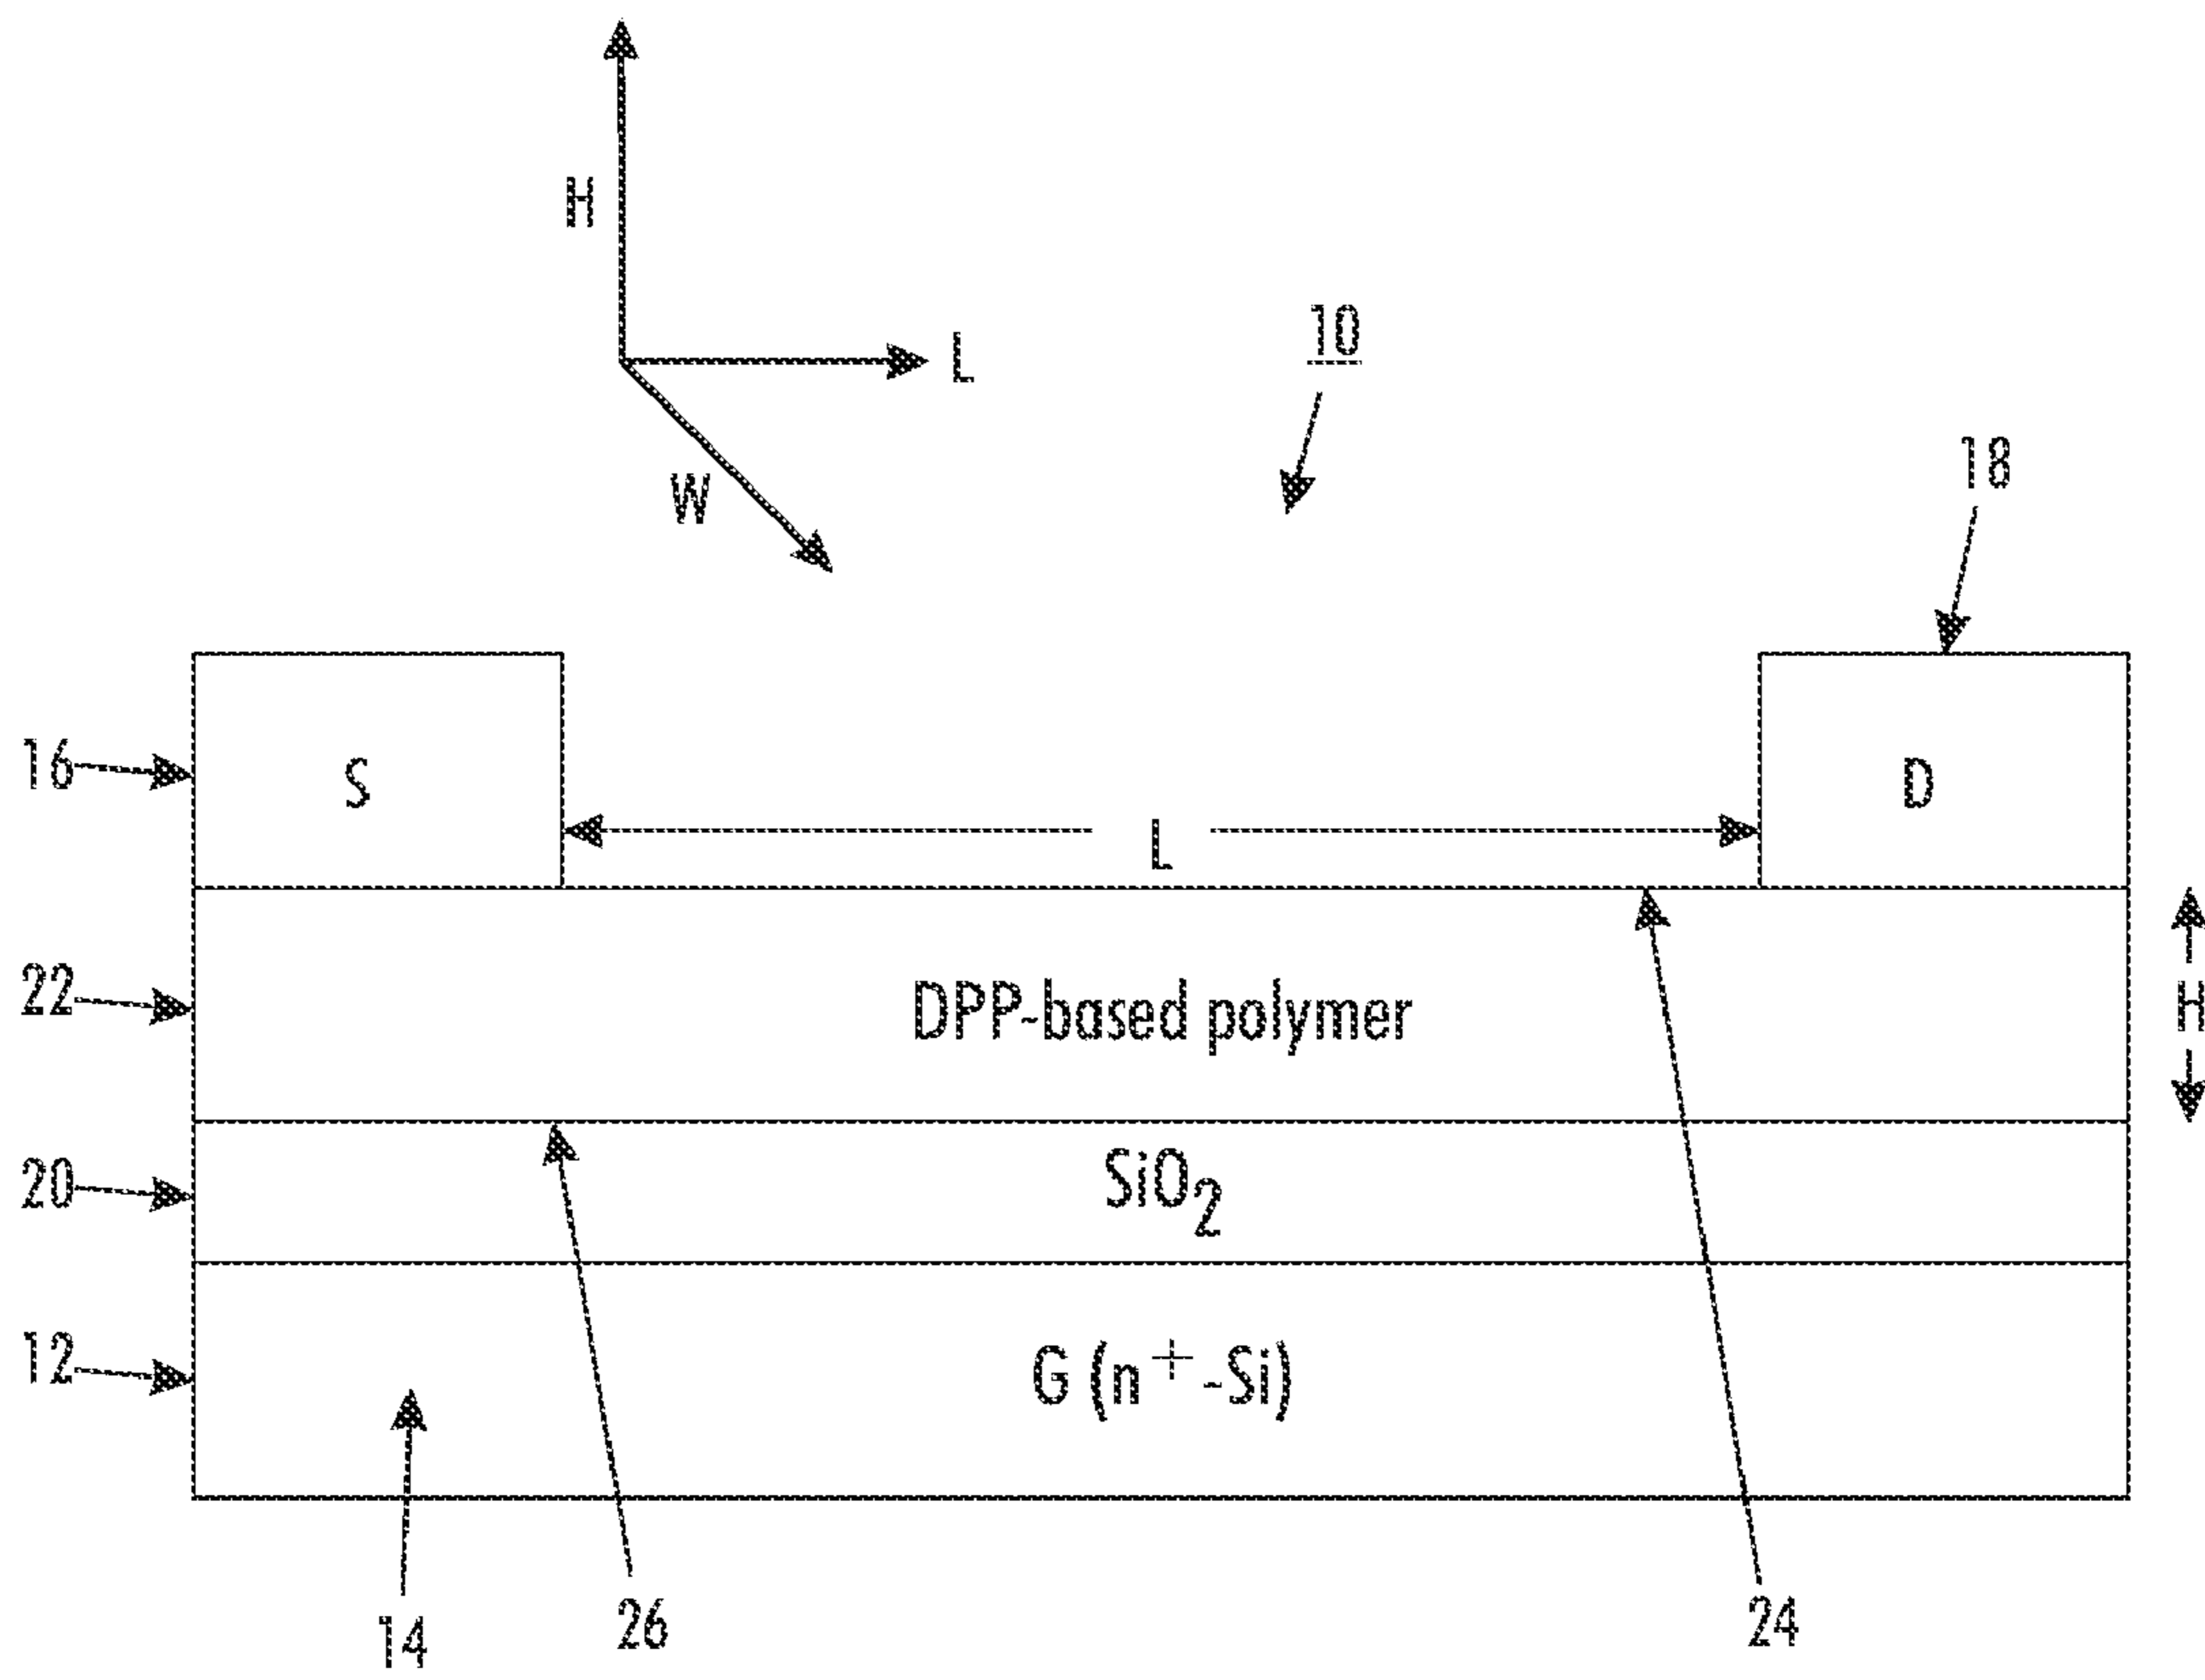 H
L
10
W
18
16
S
D
L
22
DPP-based polymer
H
20
SiO2
12
G (n+-Si)
14
26
24